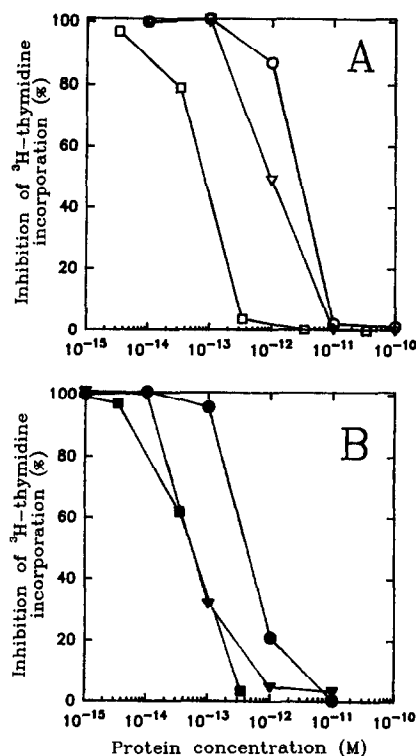 A
Inhibition of ³H-thymidine
incorporation (%)
100
80
60
40
20
0
10⁻¹⁵ 10⁻¹⁴ 10⁻¹³ 10⁻¹² 10⁻¹¹ 10⁻¹⁰
B
Inhibition of ³H-thymidine
incorporation (%)
100
80
60
40
20
0
10⁻¹⁵ 10⁻¹⁴ 10⁻¹³ 10⁻¹² 10⁻¹¹ 10⁻¹⁰
Protein concentration (M)